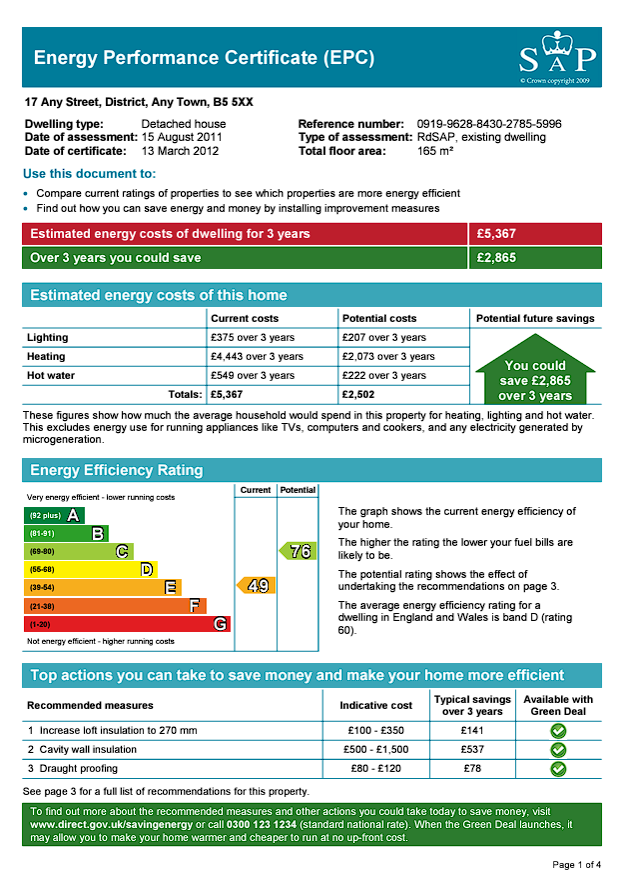 Energy Performance Certificate (EPC)
SAP
© Crown copyright 2009
17 Any Street, District, Any Town, B5 5XX
Dwelling type: Detached house
Reference number: 0919-9628-8430-2785-5996
Date of assessment: 15 August 2011
Type of assessment: RdSAP, existing dwelling
Date of certificate: 13 March 2012
Total floor area: 165 m²
Use this document to:
• Compare current ratings of properties to see which properties are more energy efficient
• Find out how you can save energy and money by installing improvement measures
Estimated energy costs of dwelling for 3 years £5,367
Over 3 years you could save £2,865
Estimated energy costs of this home
Current costs Potential costs Potential future savings
Lighting £375 over 3 years £207 over 3 years
Heating £4,443 over 3 years £2,073 over 3 years
Hot water £549 over 3 years £222 over 3 years
Totals: £5,367 £2,502
You could
save £2,865
over 3 years
These figures show how much the average household would spend in this property for heating, lighting and hot water.
This excludes energy use for running appliances like TVs, computers and cookers, and any electricity generated by
microgeneration.
Energy Efficiency Rating
Current Potential
Very energy efficient - lower running costs
(92 plus) A
(81-91) B
(69-80) C
(55-68) D
(39-54) E
(21-38) F
(1-20) G
Not energy efficient - higher running costs
49
76
The graph shows the current energy efficiency of
your home.
The higher the rating the lower your fuel bills are
likely to be.
The potential rating shows the effect of
undertaking the recommendations on page 3.
The average energy efficiency rating for a
dwelling in England and Wales is band D (rating
60).
Top actions you can take to save money and make your home more efficient
Recommended measures Indicative cost Typical savings over 3 years Available with Green Deal
1 Increase loft insulation to 270 mm £100 - £350 £141
2 Cavity wall insulation £500 - £1,500 £537
3 Draught proofing £80 - £120 £78
See page 3 for a full list of recommendations for this property.
To find out more about the recommended measures and other actions you could take today to save money, visit
www.direct.gov.uk/savingenergy or call 0300 123 1234 (standard national rate). When the Green Deal launches, it
may allow you to make your home warmer and cheaper to run at no up-front cost.
Page 1 of 4